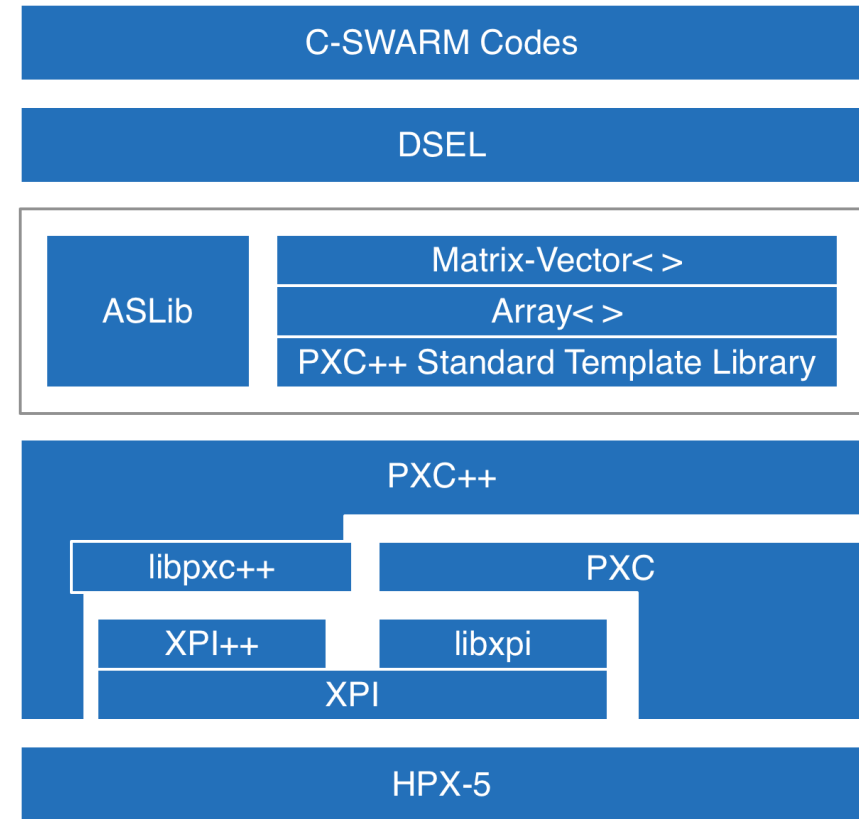 C-SWARM Codes
DSEL
ASLib
Matrix-Vector< >
Array< >
PXC++ Standard Template Library
PXC++
libpxc++
PXC
XPI++
libxpi
XPI
HPX-5